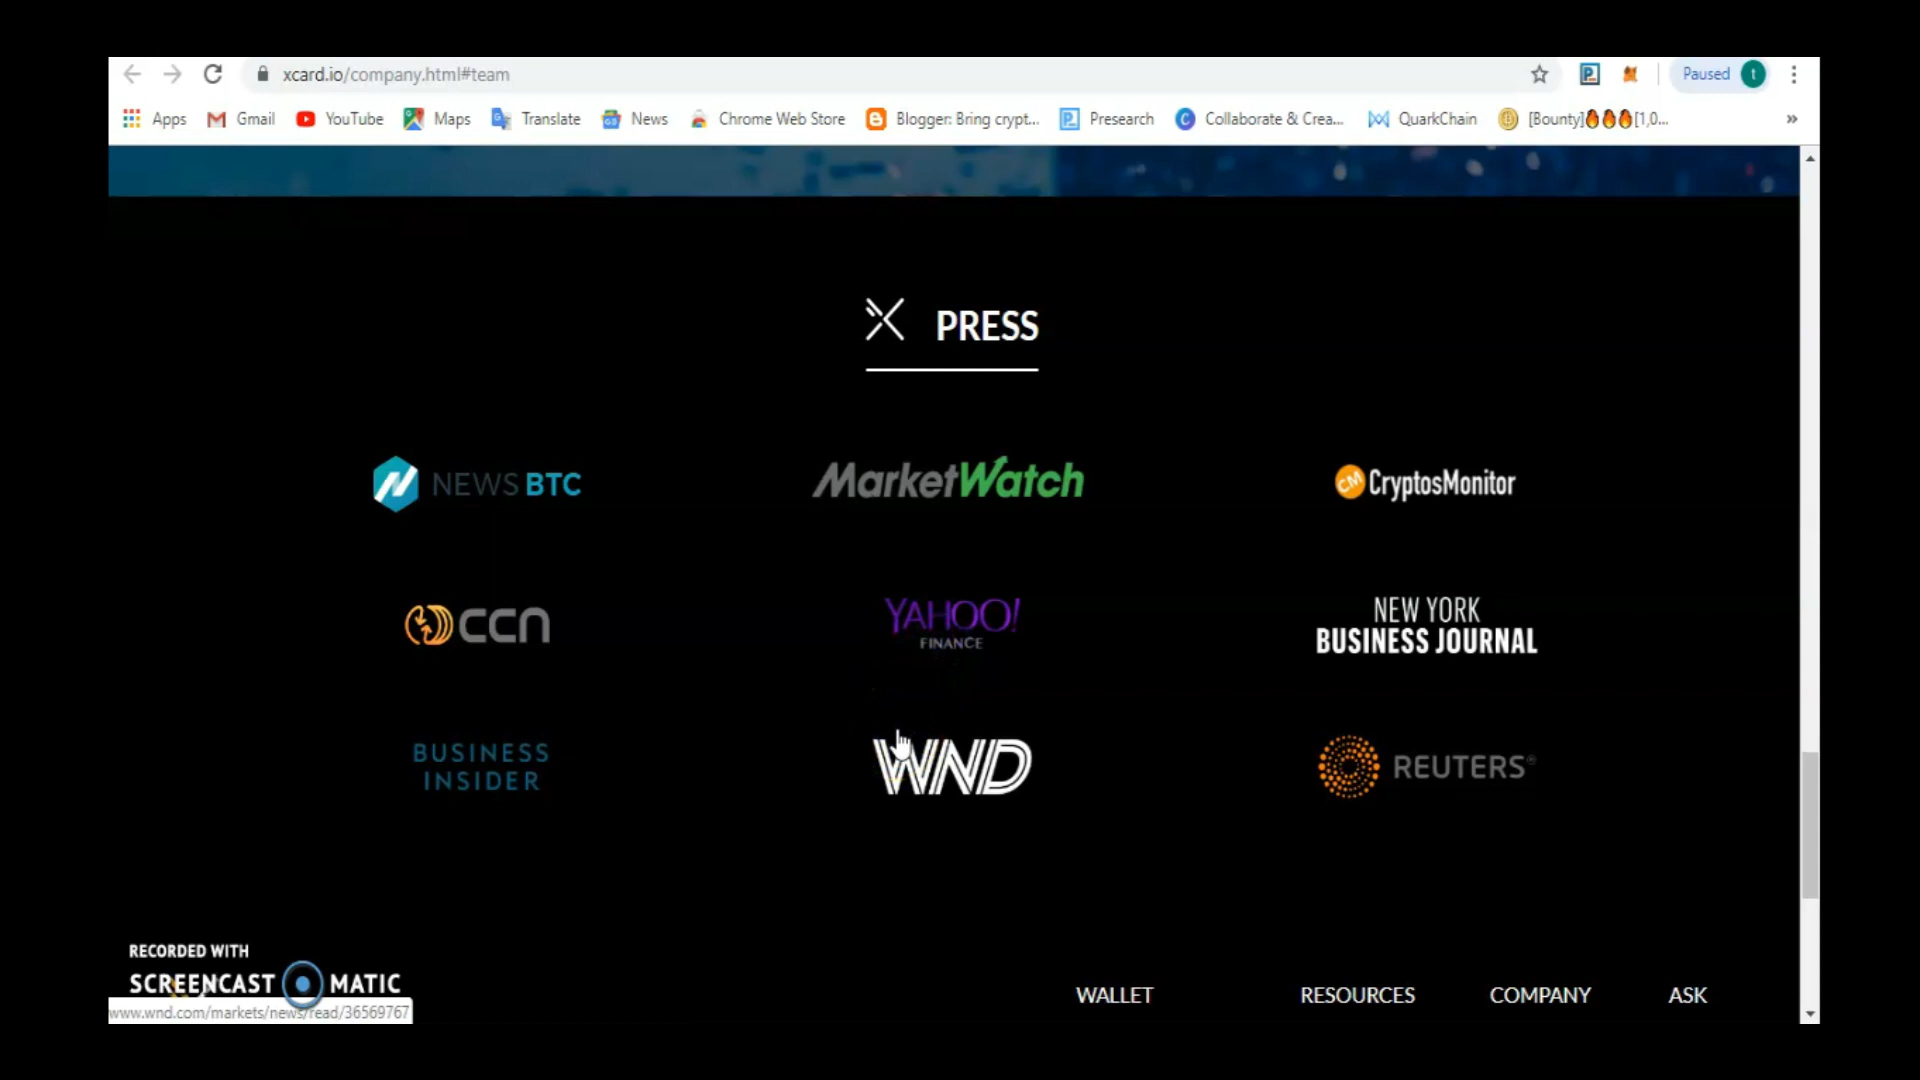 xcard.io/company.html#team
Paused t
Apps Gmail YouTube Maps Translate News Chrome Web Store Blogger: Bring crypt... Presearch Collaborate & Crea... QuarkChain [Bounty]🔥🔥🔥[1,0... »
PRESS
NEWS BTC MarketWatch CM CryptosMonitor
CCN YAHOO! FINANCE NEW YORK BUSINESS JOURNAL
BUSINESS INSIDER WND REUTERS®
RECORDED WITH
SCREENCAST MATIC
WALLET RESOURCES COMPANY ASK
www.wnd.com/markets/news/read/36569767